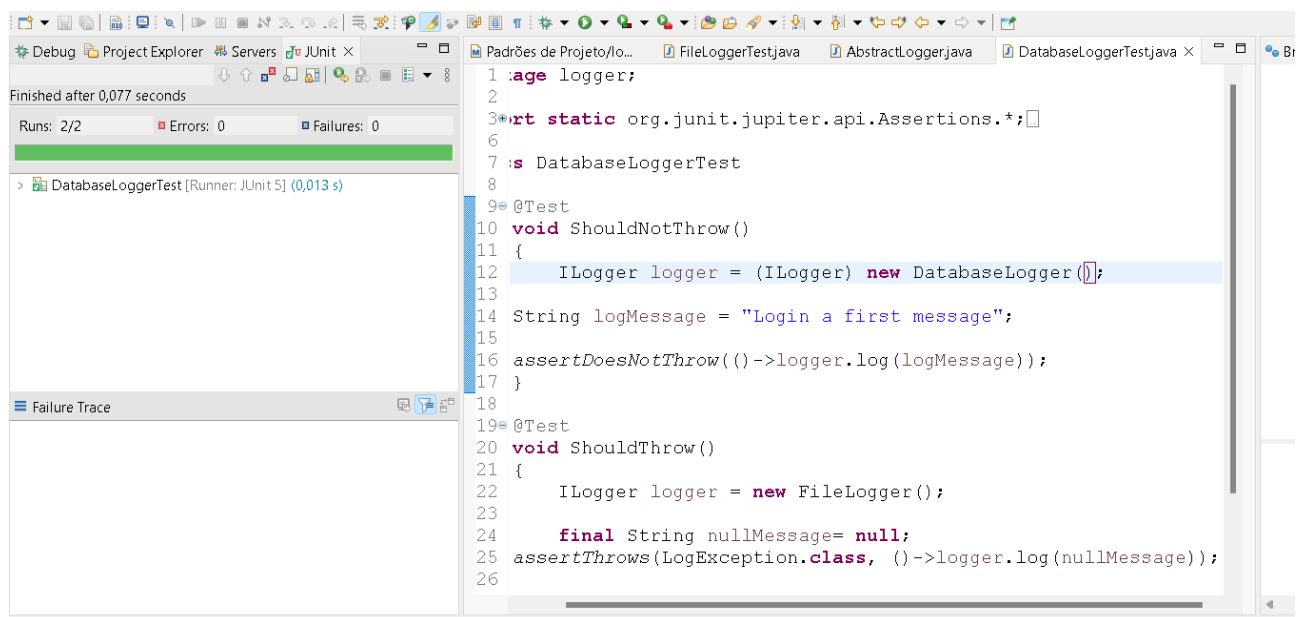 Debug Project Explorer Servers JUnit
Finished after 0,077 seconds
Runs: 2/2 Errors: 0 Failures: 0
DatabaseLoggerTest [Runner: JUnit 5] (0,013 s)
Failure Trace
Padrões de Projeto/lo... FileLoggerTest.java AbstractLogger.java DatabaseLoggerTest.java
1 age logger;
2
3 rt static org.junit.jupiter.api.Assertions.*;
6
7 s DatabaseLoggerTest
8
9 @Test
10 void ShouldNotThrow()
11 {
12 ILogger logger = (ILogger) new DatabaseLogger();
13
14 String logMessage = "Login a first message";
15
16 assertDoesNotThrow(()->logger.log(logMessage));
17 }
18
19 @Test
20 void ShouldThrow()
21 {
22 ILogger logger = new FileLogger();
23
24 final String nullMessage= null;
25 assertThrows(LogException.class, ()->logger.log(nullMessage));
26
Br